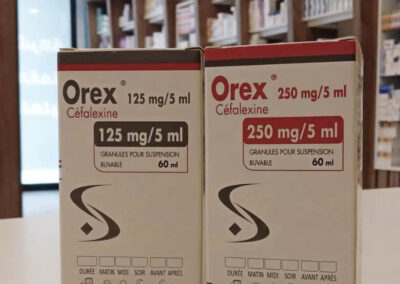 Orex® 125 mg/5 ml
Céfalexine
125 mg/5 ml
GRANULES POUR SUSPENSION
BUVABLE 60 ml
DURÉE MATIN MIDI SOIR AVANT APRÈS
Orex® 250 mg/5 ml
Céfalexine
250 mg/5 ml
GRANULES POUR SUSPENSION
BUVABLE 60 ml
DURÉE MATIN MIDI SOIR AVANT APRÈS